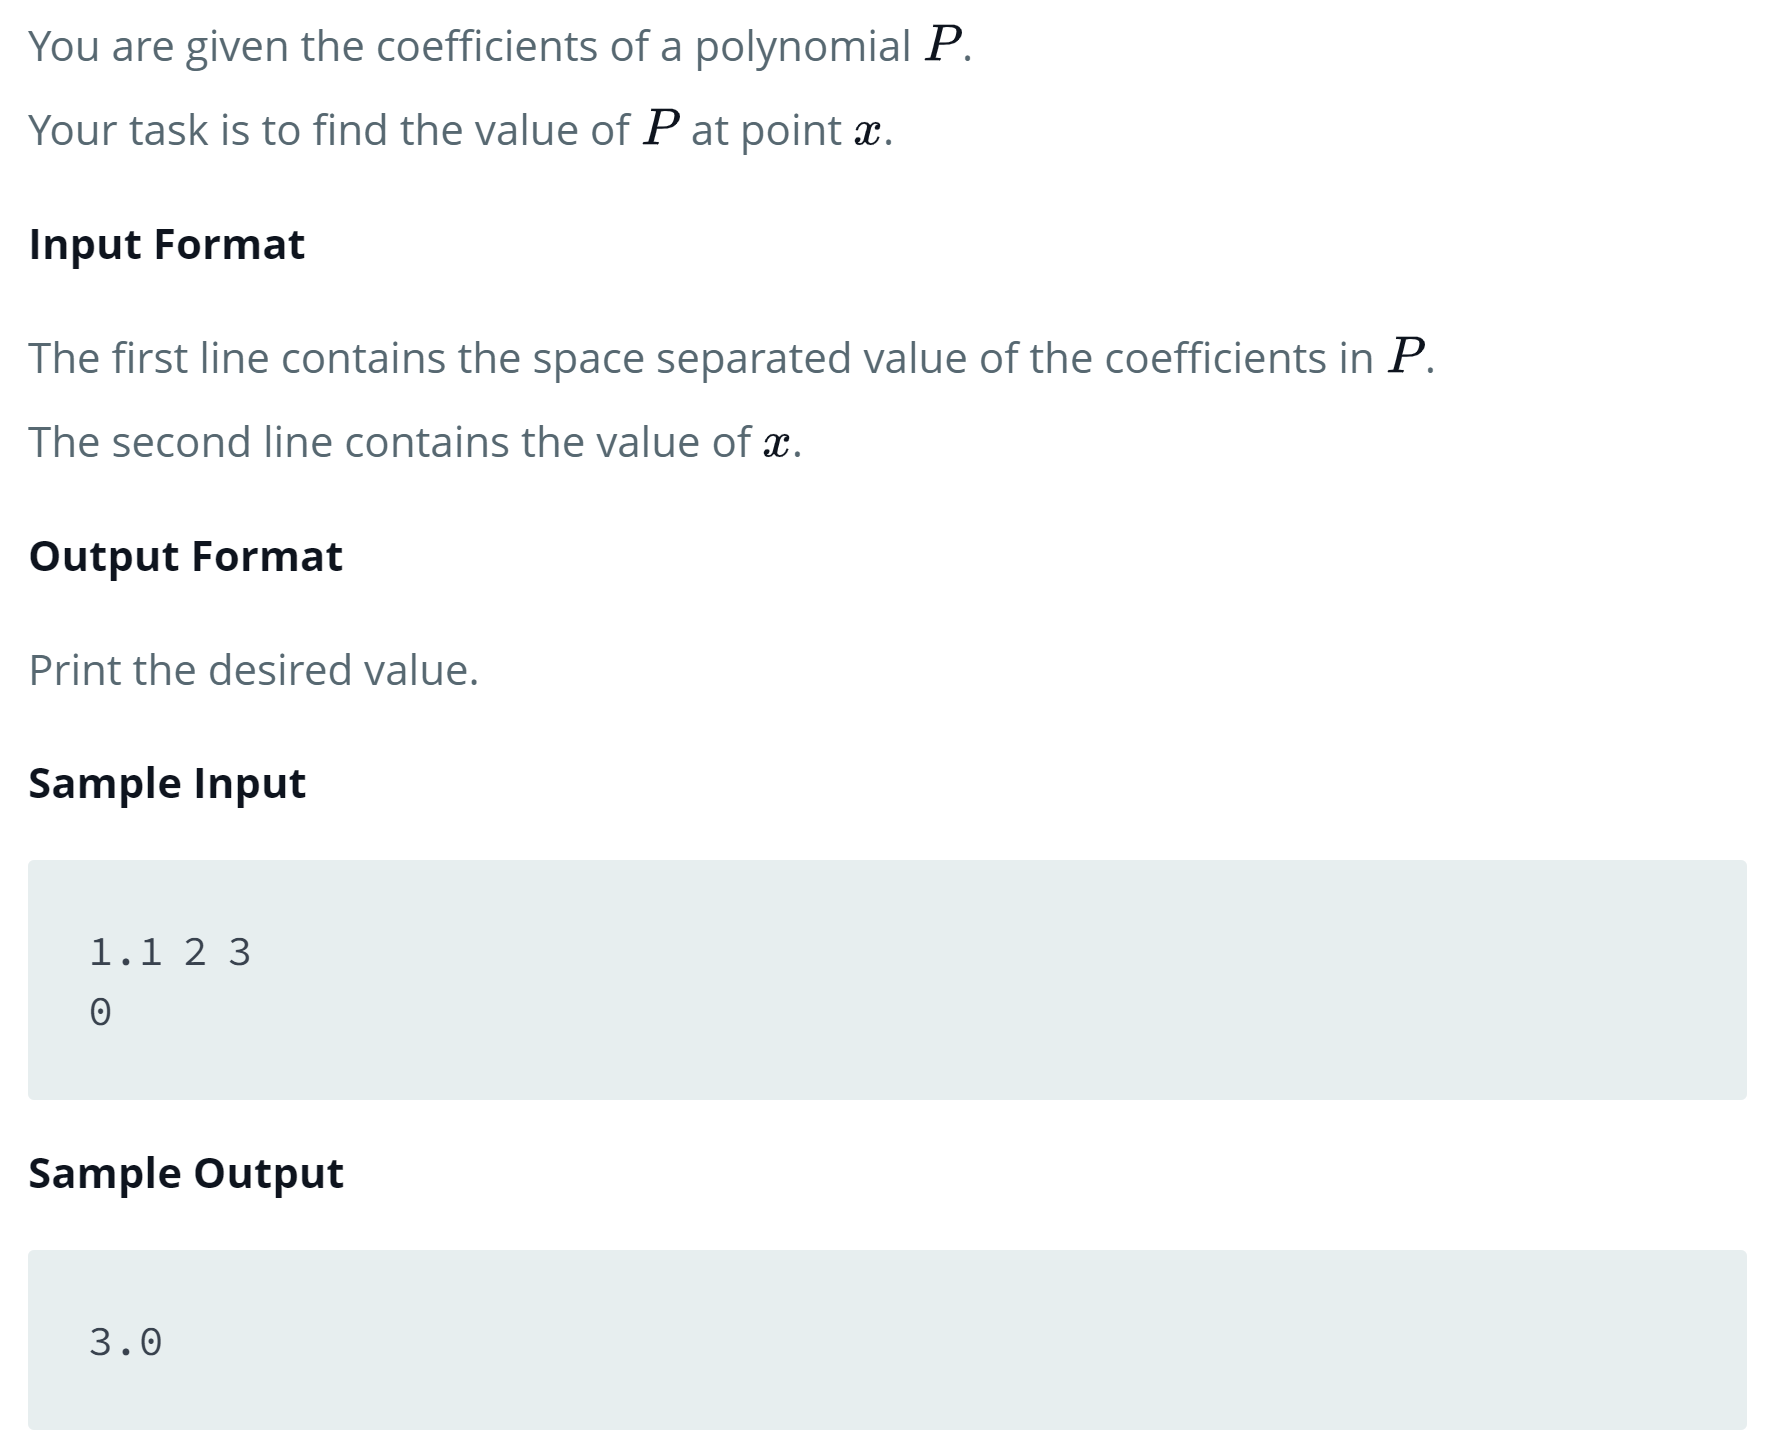 You are given the coefficients of a polynomial P.
Your task is to find the value of P at point x.
Input Format
The first line contains the space separated value of the coefficients in P.
The second line contains the value of x.
Output Format
Print the desired value.
Sample Input
1.1 2 3
0
Sample Output
3.0